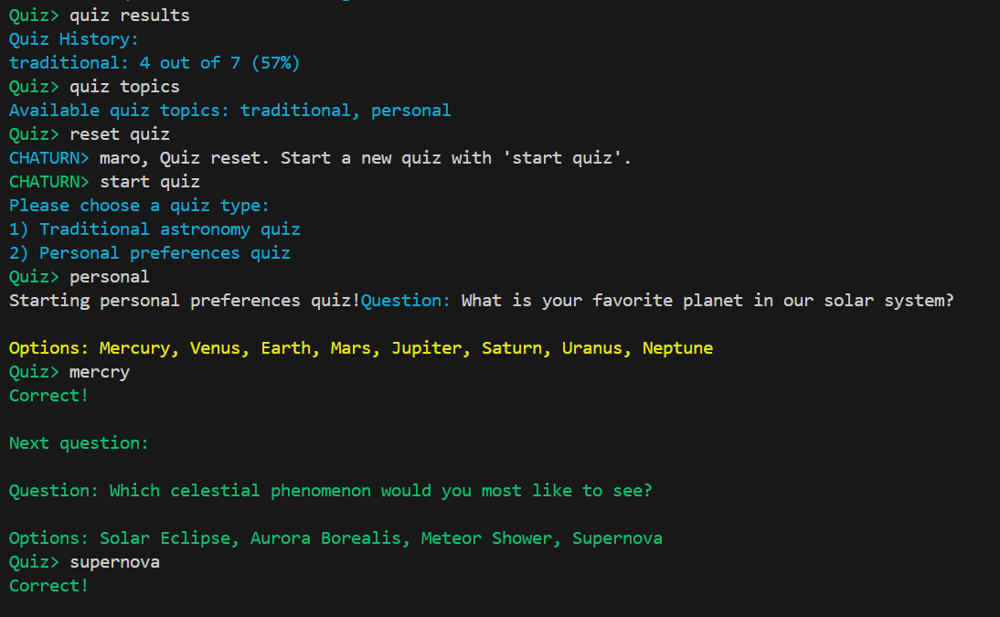 Quiz> quiz results
Quiz History:
traditional: 4 out of 7 (57%)
Quiz> quiz topics
Available quiz topics: traditional, personal
Quiz> reset quiz
CHATURN> maro, Quiz reset. Start a new quiz with 'start quiz'.
CHATURN> start quiz
Please choose a quiz type:
1) Traditional astronomy quiz
2) Personal preferences quiz
Quiz> personal
Starting personal preferences quiz!Question: What is your favorite planet in our solar system?
Options: Mercury, Venus, Earth, Mars, Jupiter, Saturn, Uranus, Neptune
Quiz> mercry
Correct!
Next question:
Question: Which celestial phenomenon would you most like to see?
Options: Solar Eclipse, Aurora Borealis, Meteor Shower, Supernova
Quiz> supernova
Correct!